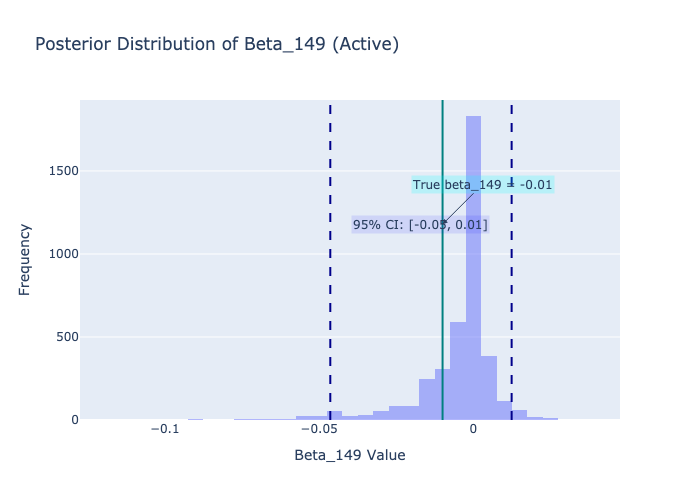 Posterior Distribution of Beta_149 (Active)
1500
1000
500
0
Frequency
True beta_149 = -0.01
95% CI: [-0.05, 0.01]
−0.1
−0.05
0
Beta_149 Value